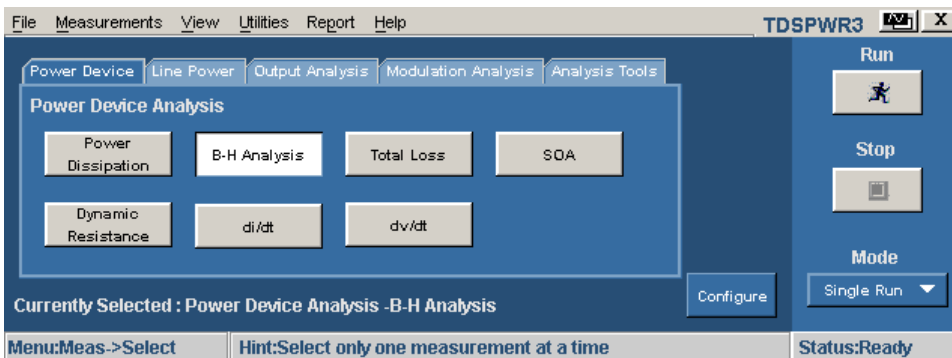 File Measurements View Utilities Report Help TDSPWR3 X
Power Device Line Power Output Analysis Modulation Analysis Analysis Tools
Run
Power Device Analysis
Power Dissipation
B-H Analysis
Total Loss
SOA
Stop
Dynamic Resistance
di/dt
dv/dt
Mode
Single Run
Configure
Currently Selected : Power Device Analysis -B-H Analysis
Menu:Meas->Select Hint:Select only one measurement at a time Status:Ready